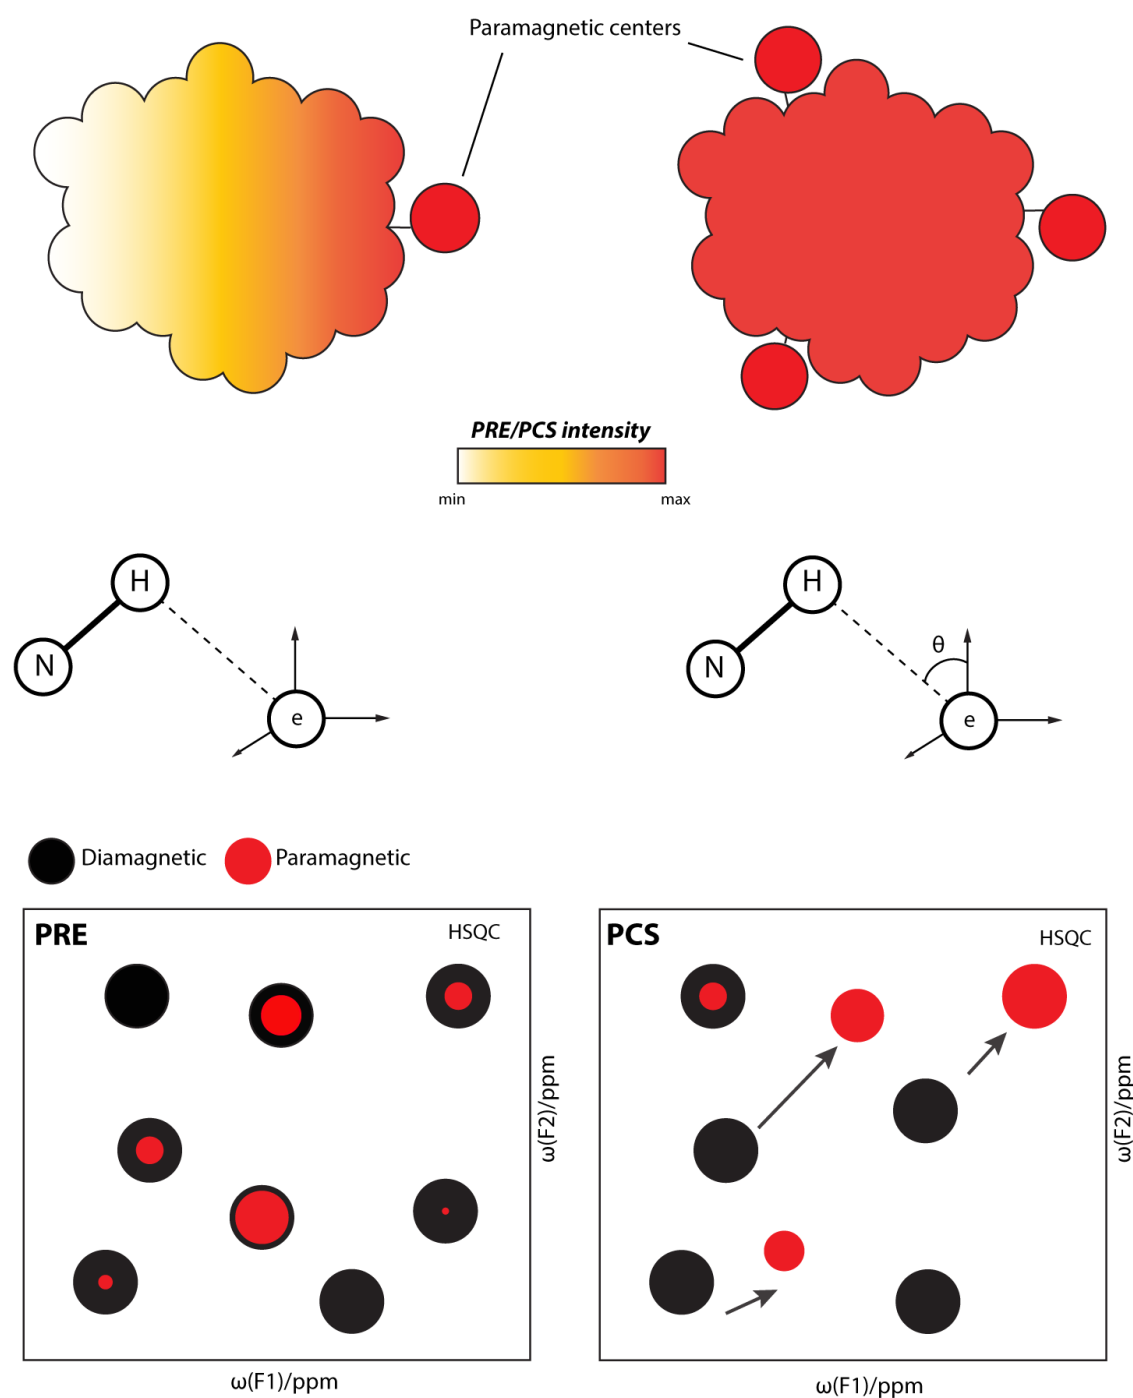 Paramagnetic centers
PRE/PCS intensity
min
max
H
N
e
H
N
θ
e
Diamagnetic
Paramagnetic
PRE
HSQC
ω(F2)/ppm
ω(F1)/ppm
PCS
HSQC
ω(F2)/ppm
ω(F1)/ppm